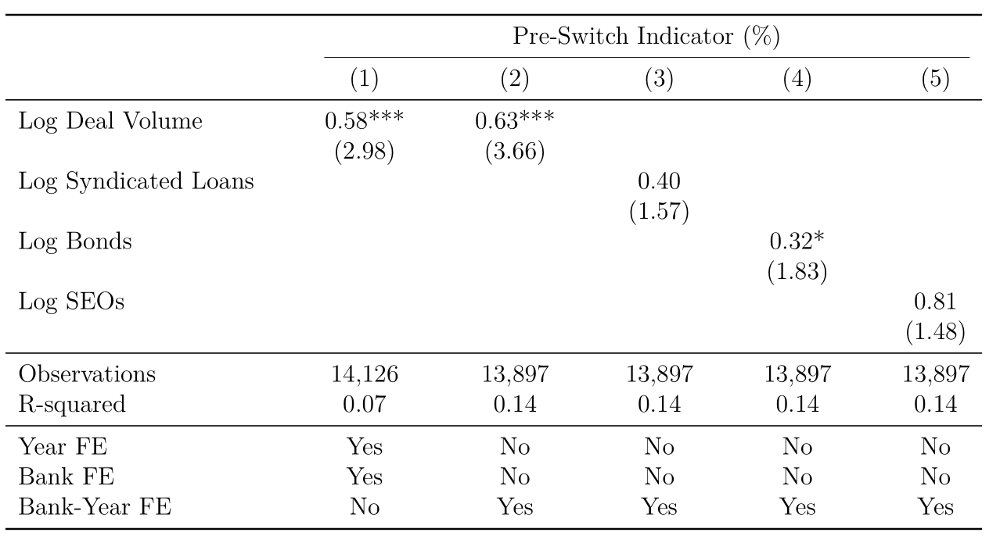 Pre-Switch Indicator (%)
(1) (2) (3) (4) (5)
Log Deal Volume 0.58*** 0.63***
(2.98) (3.66)
Log Syndicated Loans 0.40
(1.57)
Log Bonds 0.32*
(1.83)
Log SEOs 0.81
(1.48)
Observations 14,126 13,897 13,897 13,897 13,897
R-squared 0.07 0.14 0.14 0.14 0.14
Year FE Yes No No No No
Bank FE Yes No No No No
Bank-Year FE No Yes Yes Yes Yes